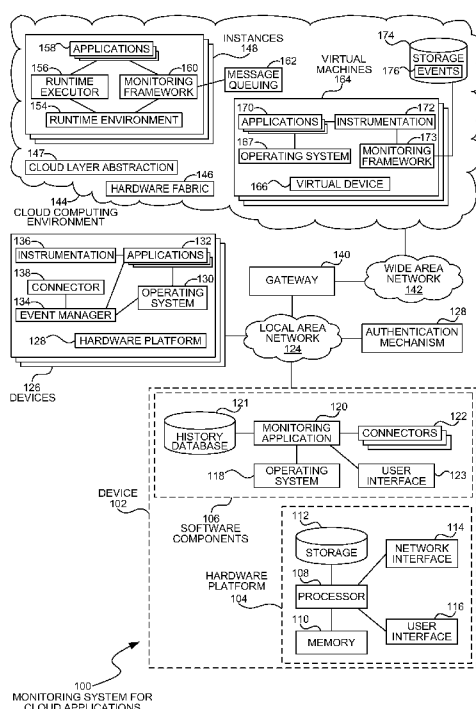 158
APPLICATIONS
INSTANCES
148
156
RUNTIME
EXECUTOR
160
MONITORING
FRAMEWORK
162
MESSAGE
QUEUING
154
RUNTIME ENVIRONMENT
147
CLOUD LAYER ABSTRACTION
146
HARDWARE FABRIC
144
CLOUD COMPUTING
ENVIRONMENT
VIRTUAL
MACHINES
164
174
STORAGE
176
EVENTS
170
APPLICATIONS
172
INSTRUMENTATION
167
OPERATING SYSTEM
173
MONITORING
FRAMEWORK
166
VIRTUAL DEVICE
136
INSTRUMENTATION
132
APPLICATIONS
138
CONNECTOR
130
OPERATING
SYSTEM
134
EVENT MANAGER
128
HARDWARE PLATFORM
126
DEVICES
140
GATEWAY
WIDE AREA
NETWORK
142
LOCAL AREA
NETWORK
124
128
AUTHENTICATION
MECHANISM
121
HISTORY
DATABASE
120
MONITORING
APPLICATION
122
CONNECTORS
118
OPERATING
SYSTEM
USER
INTERFACE
123
DEVICE
102
106
SOFTWARE
COMPONENTS
112
STORAGE
114
NETWORK
INTERFACE
HARDWARE
PLATFORM
104
108
PROCESSOR
116
USER
INTERFACE
110
MEMORY
100
MONITORING SYSTEM FOR
CLOUD APPLICATIONS